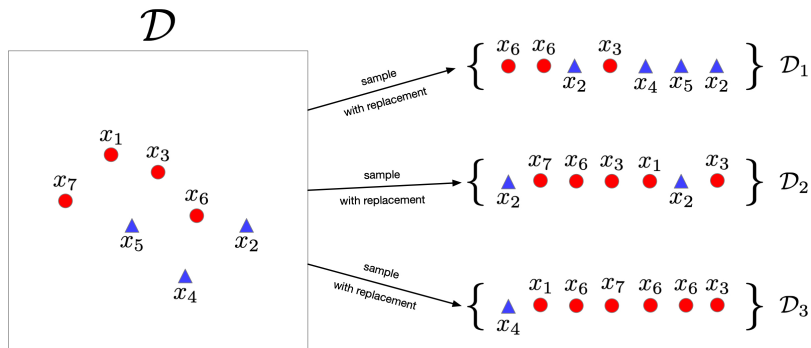 𝒟
x₁
x₃
x₇
x₆
x₅
x₂
x₄
sample
with replacement
{ x₆ x₆ x₂ x₃ x₄ x₅ x₂ } 𝒟₁
sample
with replacement
{ x₂ x₇ x₆ x₃ x₁ x₂ x₃ } 𝒟₂
sample
with replacement
{ x₄ x₁ x₆ x₇ x₆ x₆ x₃ } 𝒟₃